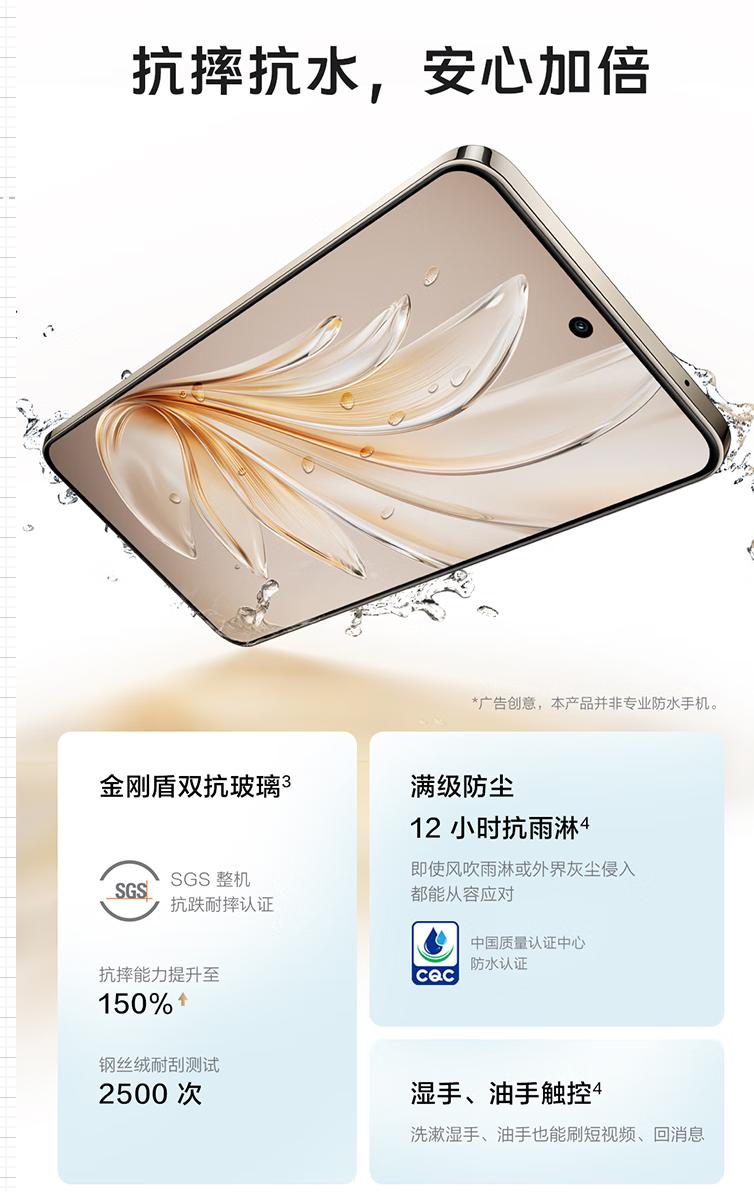 抗摔抗水，安心加倍
*广告创意，本产品并非专业防水手机。
金刚盾双抗玻璃3
SGS
SGS 整机
抗跌耐摔认证
抗摔能力提升至
150%
钢丝绒耐刮测试
2500 次
满级防尘
12 小时抗雨淋4
即使风吹雨淋或外界灰尘侵入
都能从容应对
CQC
中国质量认证中心
防水认证
湿手、油手触控4
洗漱湿手、油手也能刷短视频、回消息